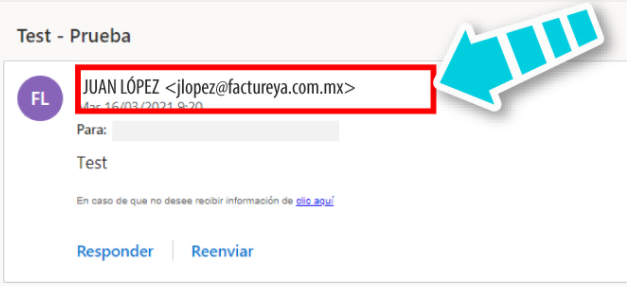 Test - Prueba
FL
JUAN LÓPEZ <jlopez@factureya.com.mx>
Mar 16/03/2021 9:20
Para:
Test
En caso de que no desee recibir información de clic aquí
Responder
Reenviar